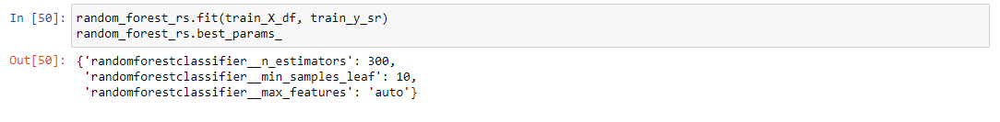 In [50]: random_forest_rs.fit(train_X_df, train_y_sr)
random_forest_rs.best_params_
Out[50]: {'randomforestclassifier__n_estimators': 300,
'randomforestclassifier__min_samples_leaf': 10,
'randomforestclassifier__max_features': 'auto'}